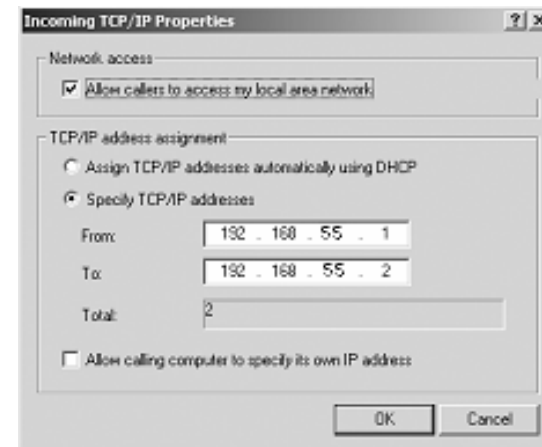 Incoming TCP/IP Properties
Network access
Allow callers to access my local area network
TCP/IP address assignment
Assign TCP/IP addresses automatically using DHCP
Specify TCP/IP addresses
From: 192 . 168 . 55 . 1
To: 192 . 168 . 55 . 2
Total: 2
Allow calling computer to specify its own IP address
OK Cancel